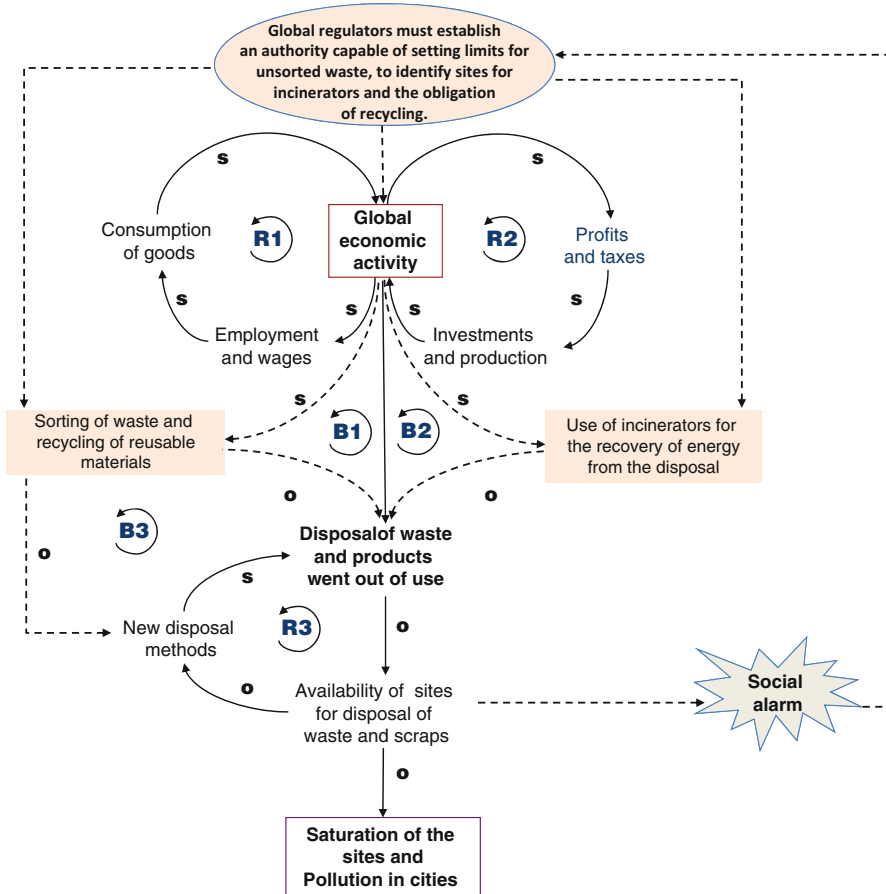 Global regulators must establish
an authority capable of setting limits for
unsorted waste, to identify sites for
incinerators and the obligation
of recycling.
s
s
Consumption
of goods
R1
Global
economic
activity
R2
Profits
and taxes
s
s
s
s
Employment
and wages
Investments
and production
s
s
Sorting of waste and
recycling of reusable
materials
B1
B2
Use of incinerators for
the recovery of energy
from the disposal
o
o
B3
o
Disposalof waste
and products
went out of use
s
New disposal
methods
R3
o
o
Availability of sites
for disposal of
waste and scraps
Social
alarm
o
Saturation of the
sites and
Pollution in cities